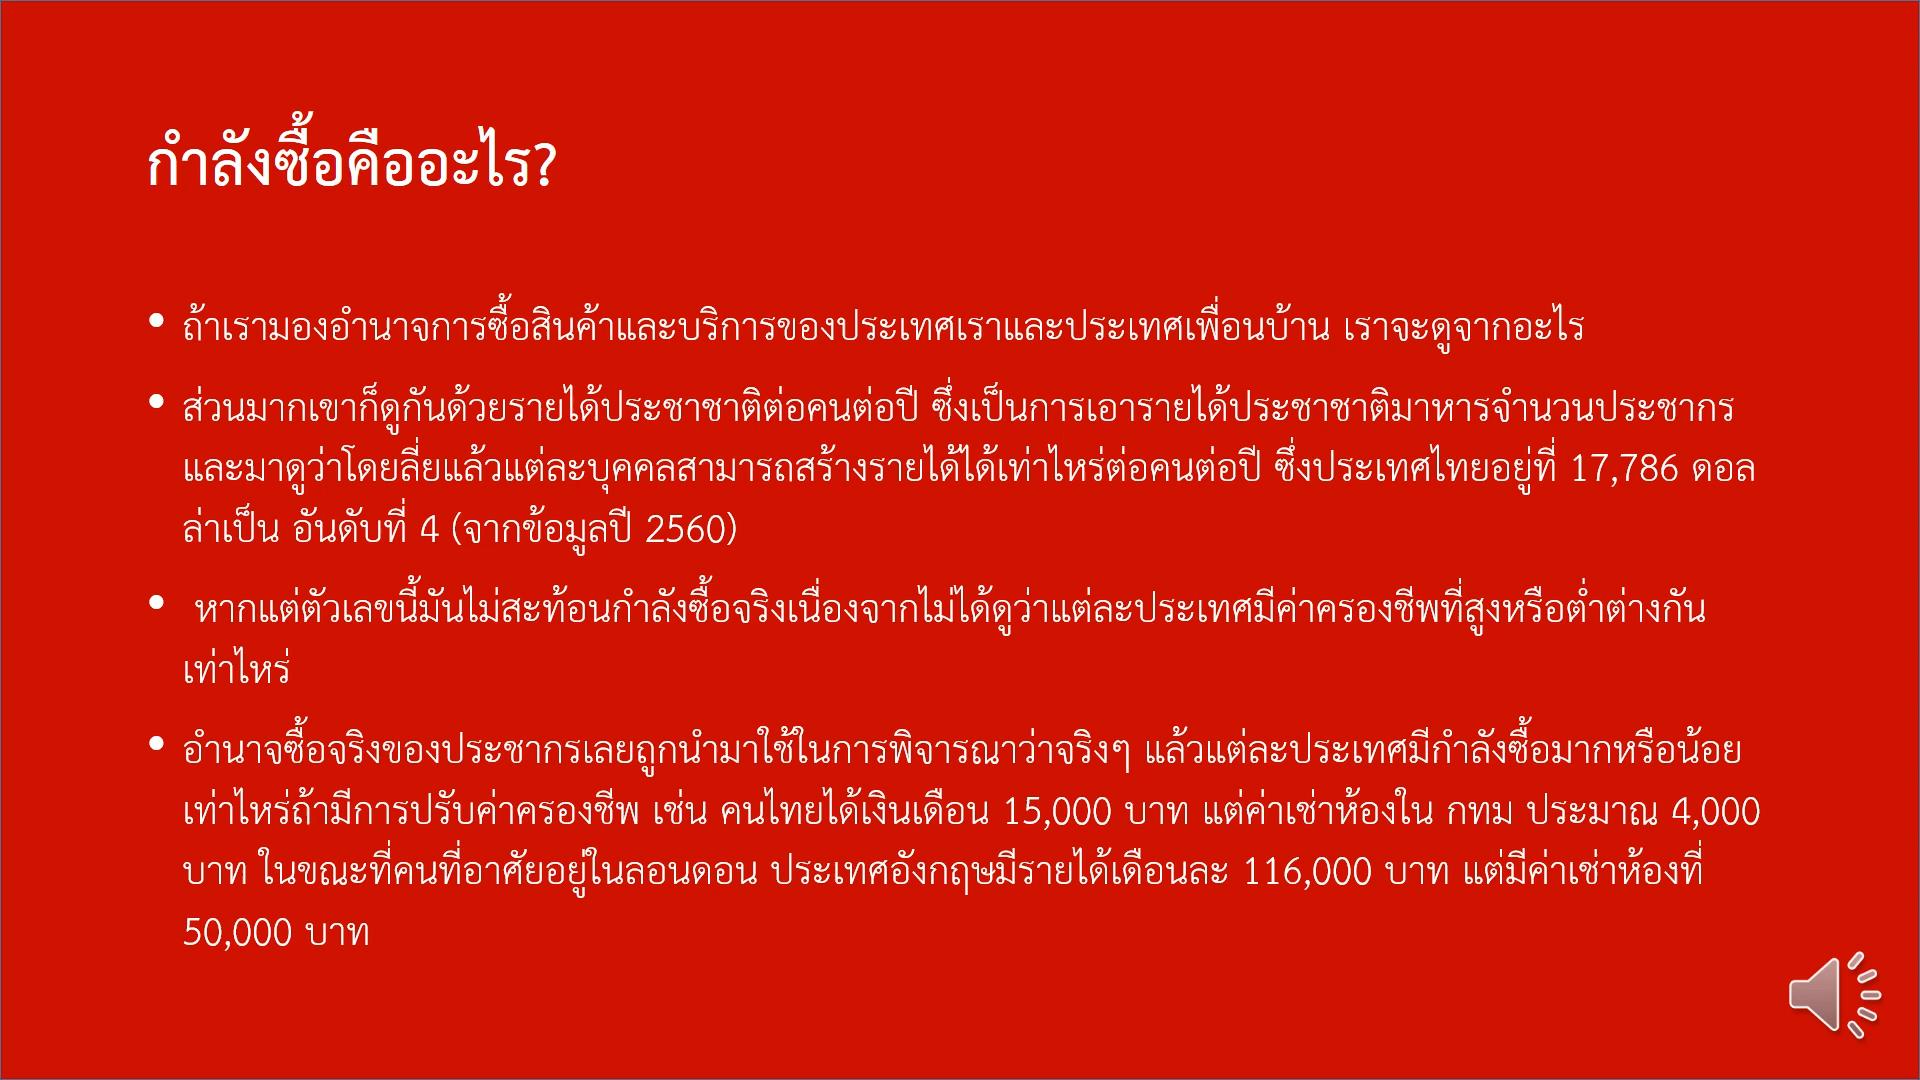 กำลังซื้อคืออะไร?
• ถ้าเรามองอำนาจการซื้อสินค้าและบริการของประเทศเราและประเทศเพื่อนบ้าน เราจะดูจากอะไร
• ส่วนมากเขาก็ดูกันด้วยรายได้ประชาชาติต่อคนต่อปี ซึ่งเป็นการเอารายได้ประชาชาติมาหารจำนวนประชากร
และมาดูว่าโดยลี่ยแล้วแต่ละบุคคลสามารถสร้างรายได้ได้เท่าไหร่ต่อคนต่อปี ซึ่งประเทศไทยอยู่ที่ 17,786 ดอล
ล่าเป็น อันดับที่ 4 (จากข้อมูลปี 2560)
• หากแต่ตัวเลขนี้มันไม่สะท้อนกำลังซื้อจริงเนื่องจากไม่ได้ดูว่าแต่ละประเทศมีค่าครองชีพที่สูงหรือต่ำต่างกัน
เท่าไหร่
• อำนาจซื้อจริงของประชากรเลยถูกนำมาใช้ในการพิจารณาว่าจริงๆ แล้วแต่ละประเทศมีกำลังซื้อมากหรือน้อย
เท่าไหร่ถ้ามีการปรับค่าครองชีพ เช่น คนไทยได้เงินเดือน 15,000 บาท แต่ค่าเช่าห้องใน กทม ประมาณ 4,000
บาท ในขณะที่คนที่อาศัยอยู่ในลอนดอน ประเทศอังกฤษมีรายได้เดือนละ 116,000 บาท แต่มีค่าเช่าห้องที่
50,000 บาท